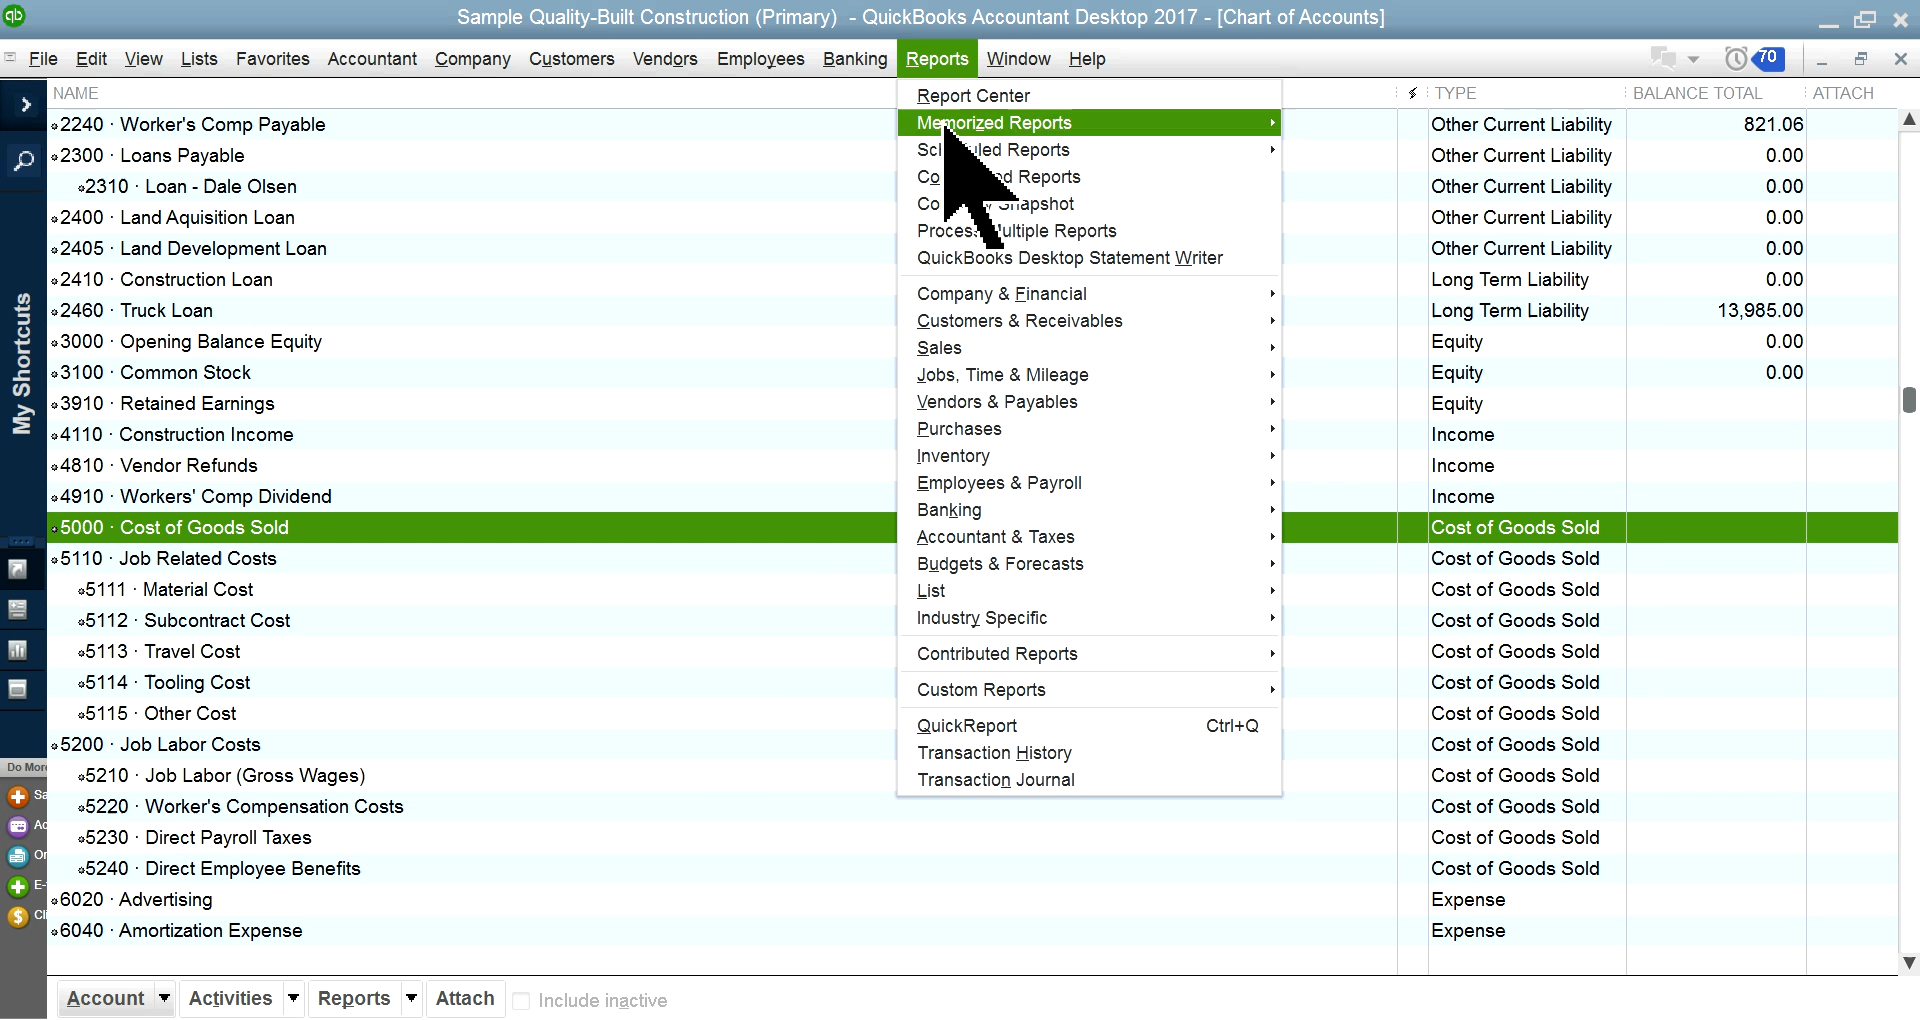 qb
Sample Quality-Built Construction (Primary) - QuickBooks Accountant Desktop 2017 - [Chart of Accounts]
File Edit View Lists Favorites Accountant Company Customers Vendors Employees Banking Reports Window Help 70
NAME TYPE BALANCE TOTAL ATTACH
2240 · Worker's Comp Payable Other Current Liability 821.06
2300 · Loans Payable Other Current Liability 0.00
2310 · Loan - Dale Olsen Other Current Liability 0.00
2400 · Land Aquisition Loan Other Current Liability 0.00
2405 · Land Development Loan Other Current Liability 0.00
2410 · Construction Loan Long Term Liability 0.00
2460 · Truck Loan Long Term Liability 13,985.00
3000 · Opening Balance Equity Equity 0.00
3100 · Common Stock Equity 0.00
3910 · Retained Earnings Equity
4110 · Construction Income Income
4810 · Vendor Refunds Income
4910 · Workers' Comp Dividend Income
5000 · Cost of Goods Sold Cost of Goods Sold
5110 · Job Related Costs Cost of Goods Sold
5111 · Material Cost Cost of Goods Sold
5112 · Subcontract Cost Cost of Goods Sold
5113 · Travel Cost Cost of Goods Sold
5114 · Tooling Cost Cost of Goods Sold
5115 · Other Cost Cost of Goods Sold
5200 · Job Labor Costs Cost of Goods Sold
5210 · Job Labor (Gross Wages) Cost of Goods Sold
5220 · Worker's Compensation Costs Cost of Goods Sold
5230 · Direct Payroll Taxes Cost of Goods Sold
5240 · Direct Employee Benefits Cost of Goods Sold
6020 · Advertising Expense
6040 · Amortization Expense Expense
Report Center
Memorized Reports
Reports
Reports
Snapshot
Reports
QuickBooks Desktop Statement Writer
Company & Financial
Customers & Receivables
Sales
Jobs, Time & Mileage
Vendors & Payables
Purchases
Inventory
Employees & Payroll
Banking
Accountant & Taxes
Budgets & Forecasts
List
Industry Specific
Contributed Reports
Custom Reports
QuickReport Ctrl+Q
Transaction History
Transaction Journal
My Shortcuts
Do More
Account Activities Reports Attach Include inactive